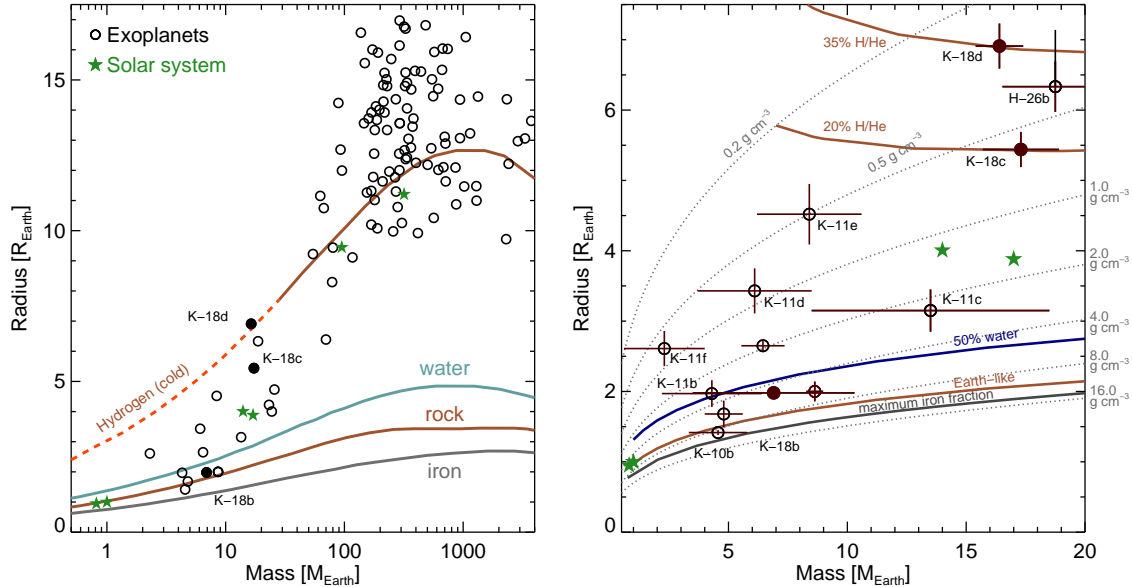 Exoplanets
Solar system
15
10
5
0
Radius [R_Earth]
K−18d
K−18c
Hydrogen (cold)
water
rock
iron
K−18b
1
10
100
1000
Mass [M_Earth]
35% H/He
K−18d
H−26b
0.2 g cm⁻³
20% H/He
0.5 g cm⁻³
K−18c
6
4
2
0
Radius [R_Earth]
K−11e
1.0
g cm⁻³
2.0
g cm⁻³
K−11d
K−11c
4.0
g cm⁻³
50% water
K−11f
8.0
g cm⁻³
K−11b
Earth−like
maximum iron fraction
16.0
g cm⁻³
K−10b
K−18b
5
10
15
20
Mass [M_Earth]